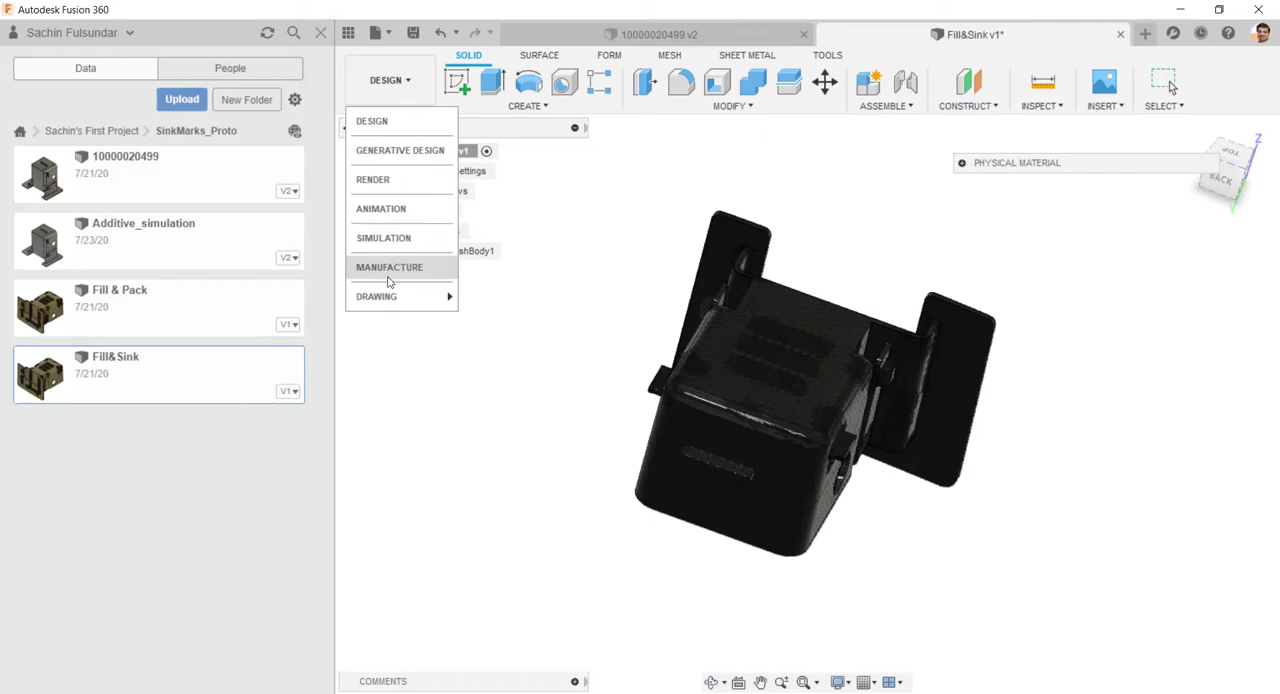 Autodesk Fusion 360
Sachin Fulsundar
10000020499 v2
Fill&Sink v1*
Data
People
Upload
New Folder
Sachin's First Project
SinkMarks_Proto
10000020499
7/21/20
V2
Additive_simulation
7/23/20
V2
Fill & Pack
7/21/20
V1
Fill&Sink
7/21/20
V1
DESIGN
SOLID
SURFACE
FORM
MESH
SHEET METAL
TOOLS
CREATE
MODIFY
ASSEMBLE
CONSTRUCT
INSPECT
INSERT
SELECT
DESIGN
GENERATIVE DESIGN
RENDER
ANIMATION
SIMULATION
MANUFACTURE
DRAWING
v1
ettings
ws
shBody1
PHYSICAL MATERIAL
TOP
BACK
Z
COMMENTS